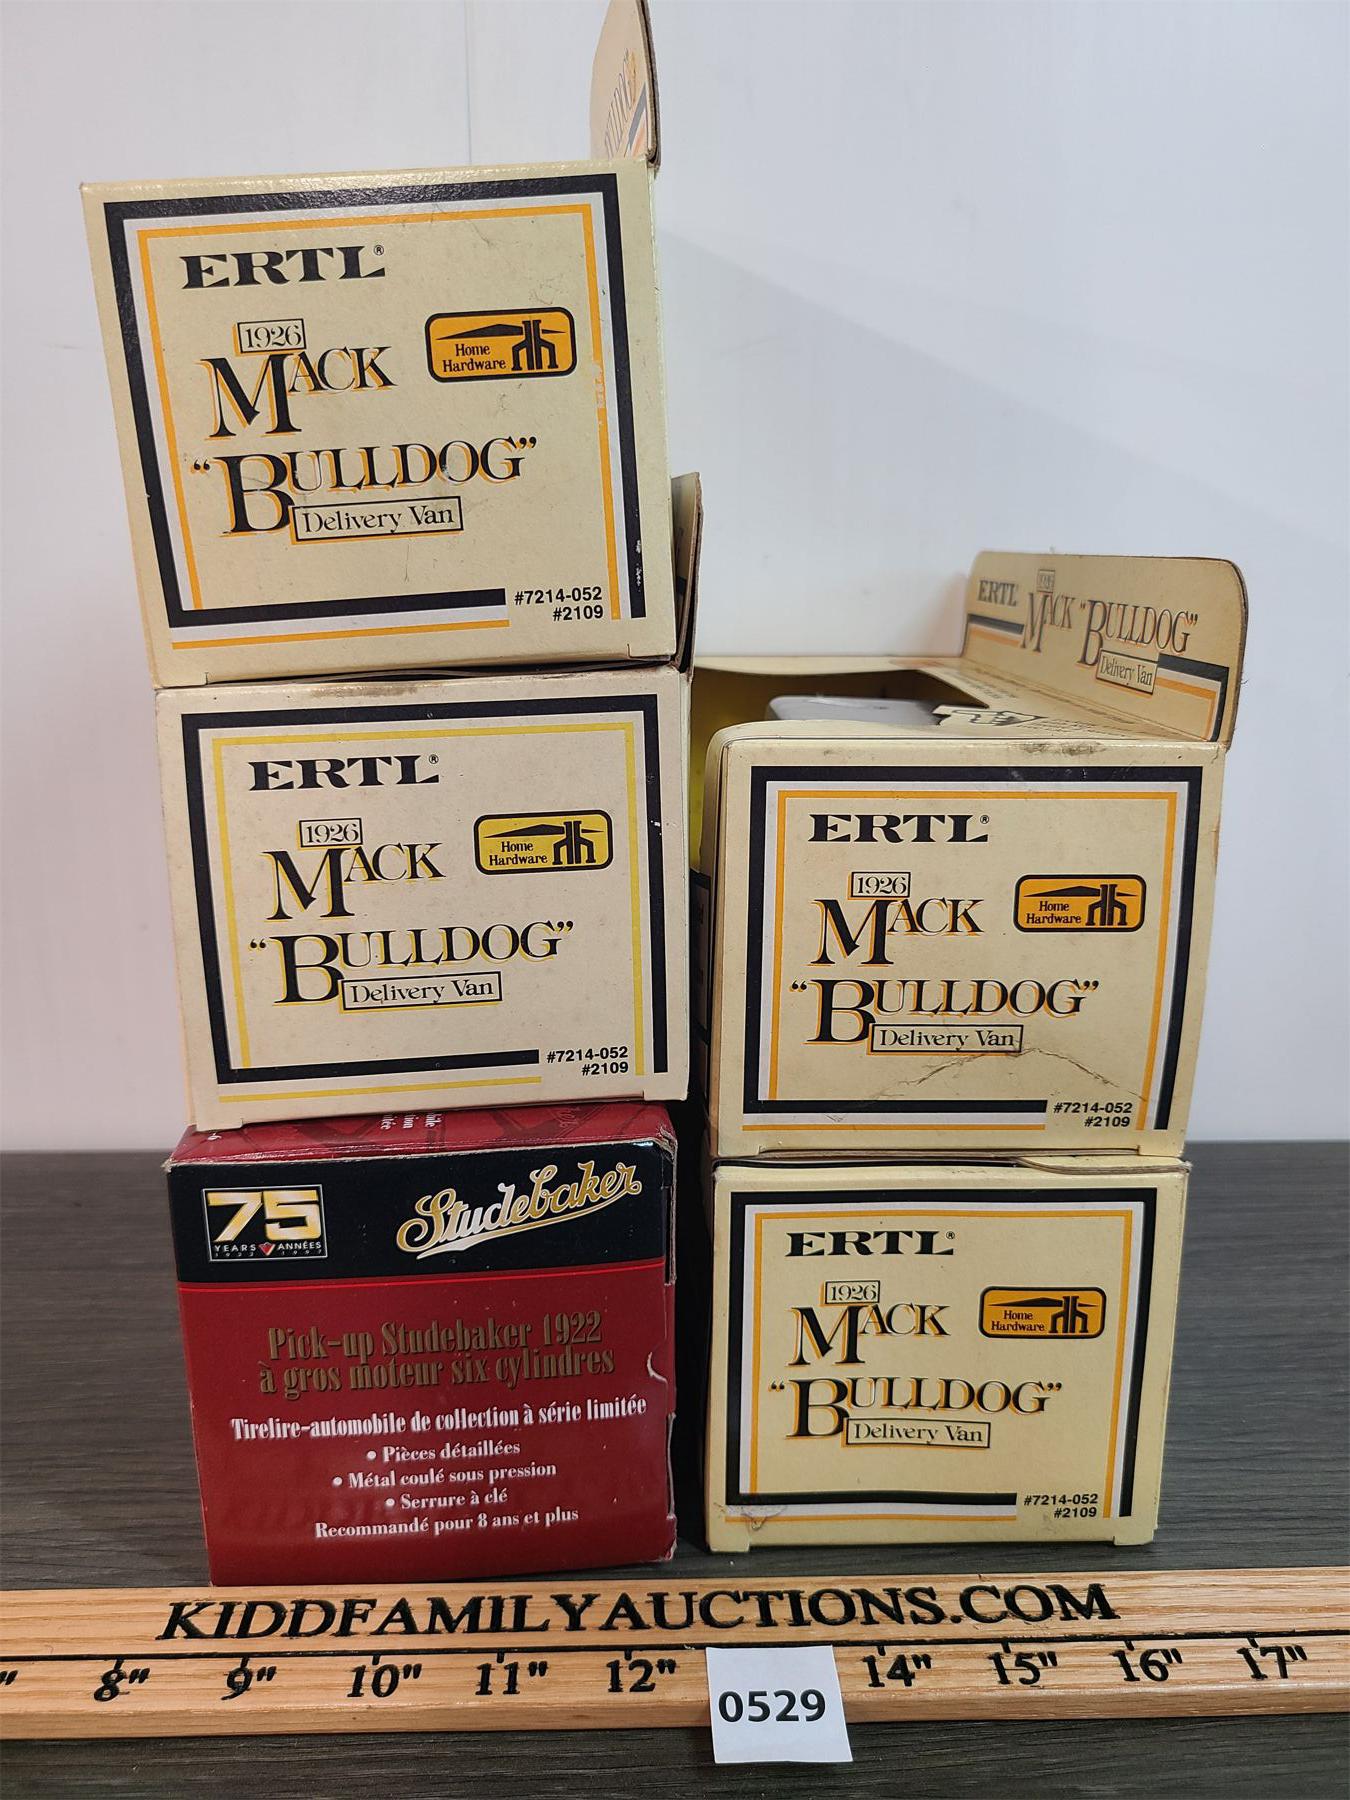 ERTL®
1926
MACK
Home
Hardware
"BULLDOG"
Delivery Van
#7214-052
#2109
ERTL®
1926
MACK
Home
Hardware
"BULLDOG"
Delivery Van
#7214-052
#2109
ERTL
1926
MACK "BULLDOG"
Delivery Van
ERTL®
1926
MACK
Home
Hardware
"BULLDOG"
Delivery Van
#7214-052
#2109
75
YEARS ANNÉES
1922 1997
Studebaker
Pick-up Studebaker 1922
à gros moteur six cylindres
Tirelire-automobile de collection à série limitée
• Pièces détaillées
• Métal coulé sous pression
• Serrure à clé
Recommandé pour 8 ans et plus
ERTL®
1926
MACK
Home
Hardware
"BULLDOG"
Delivery Van
#7214-052
#2109
KIDDFAMILYAUCTIONS.COM
8" 9" 10" 11" 12" 14" 15" 16" 17"
0529